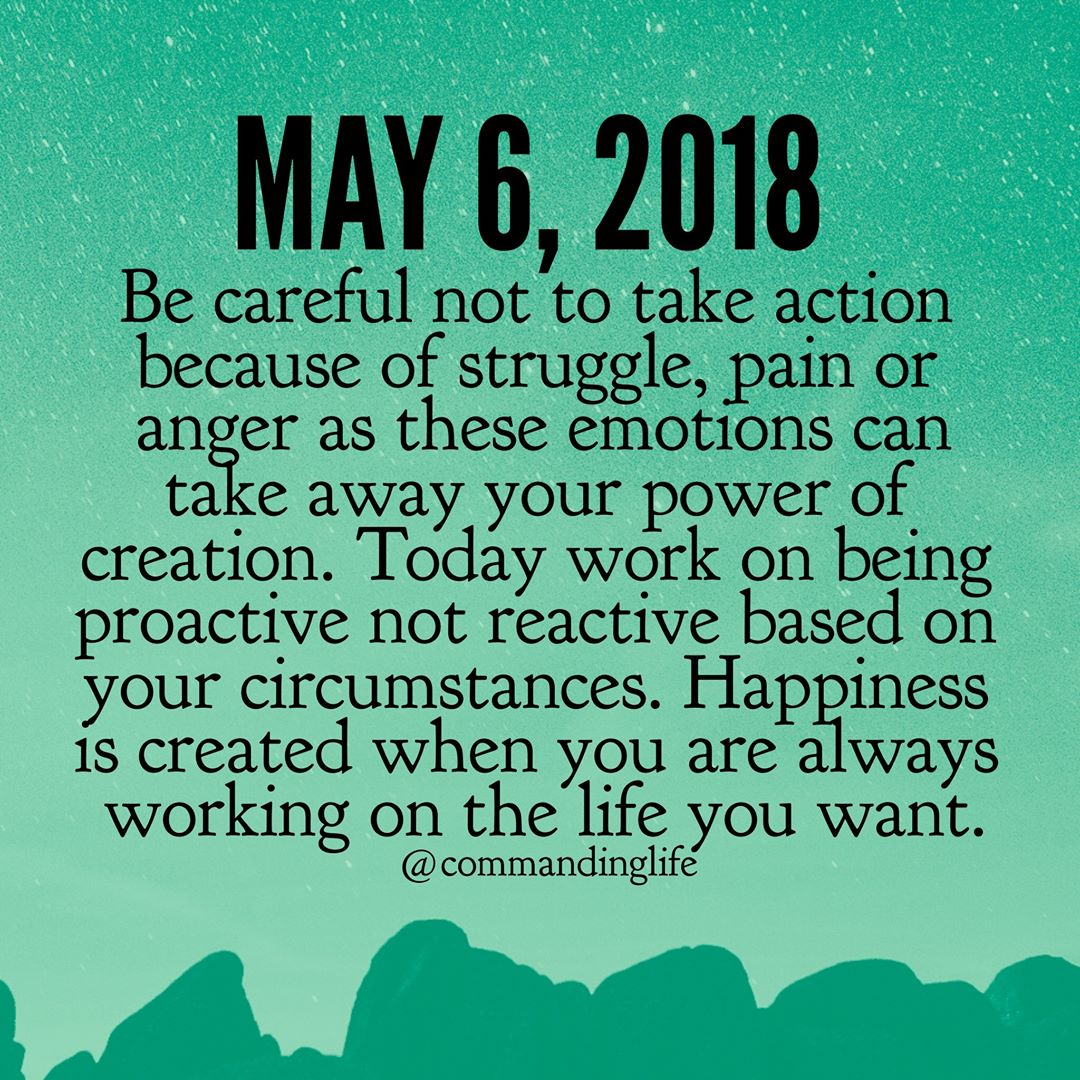 MAY 6, 2018
Be careful not to take action
because of struggle, pain or
anger as these emotions can
take away your power of
creation. Today work on being
proactive not reactive based on
your circumstances. Happiness
is created when you are always
working on the life you want.
@commandinglife